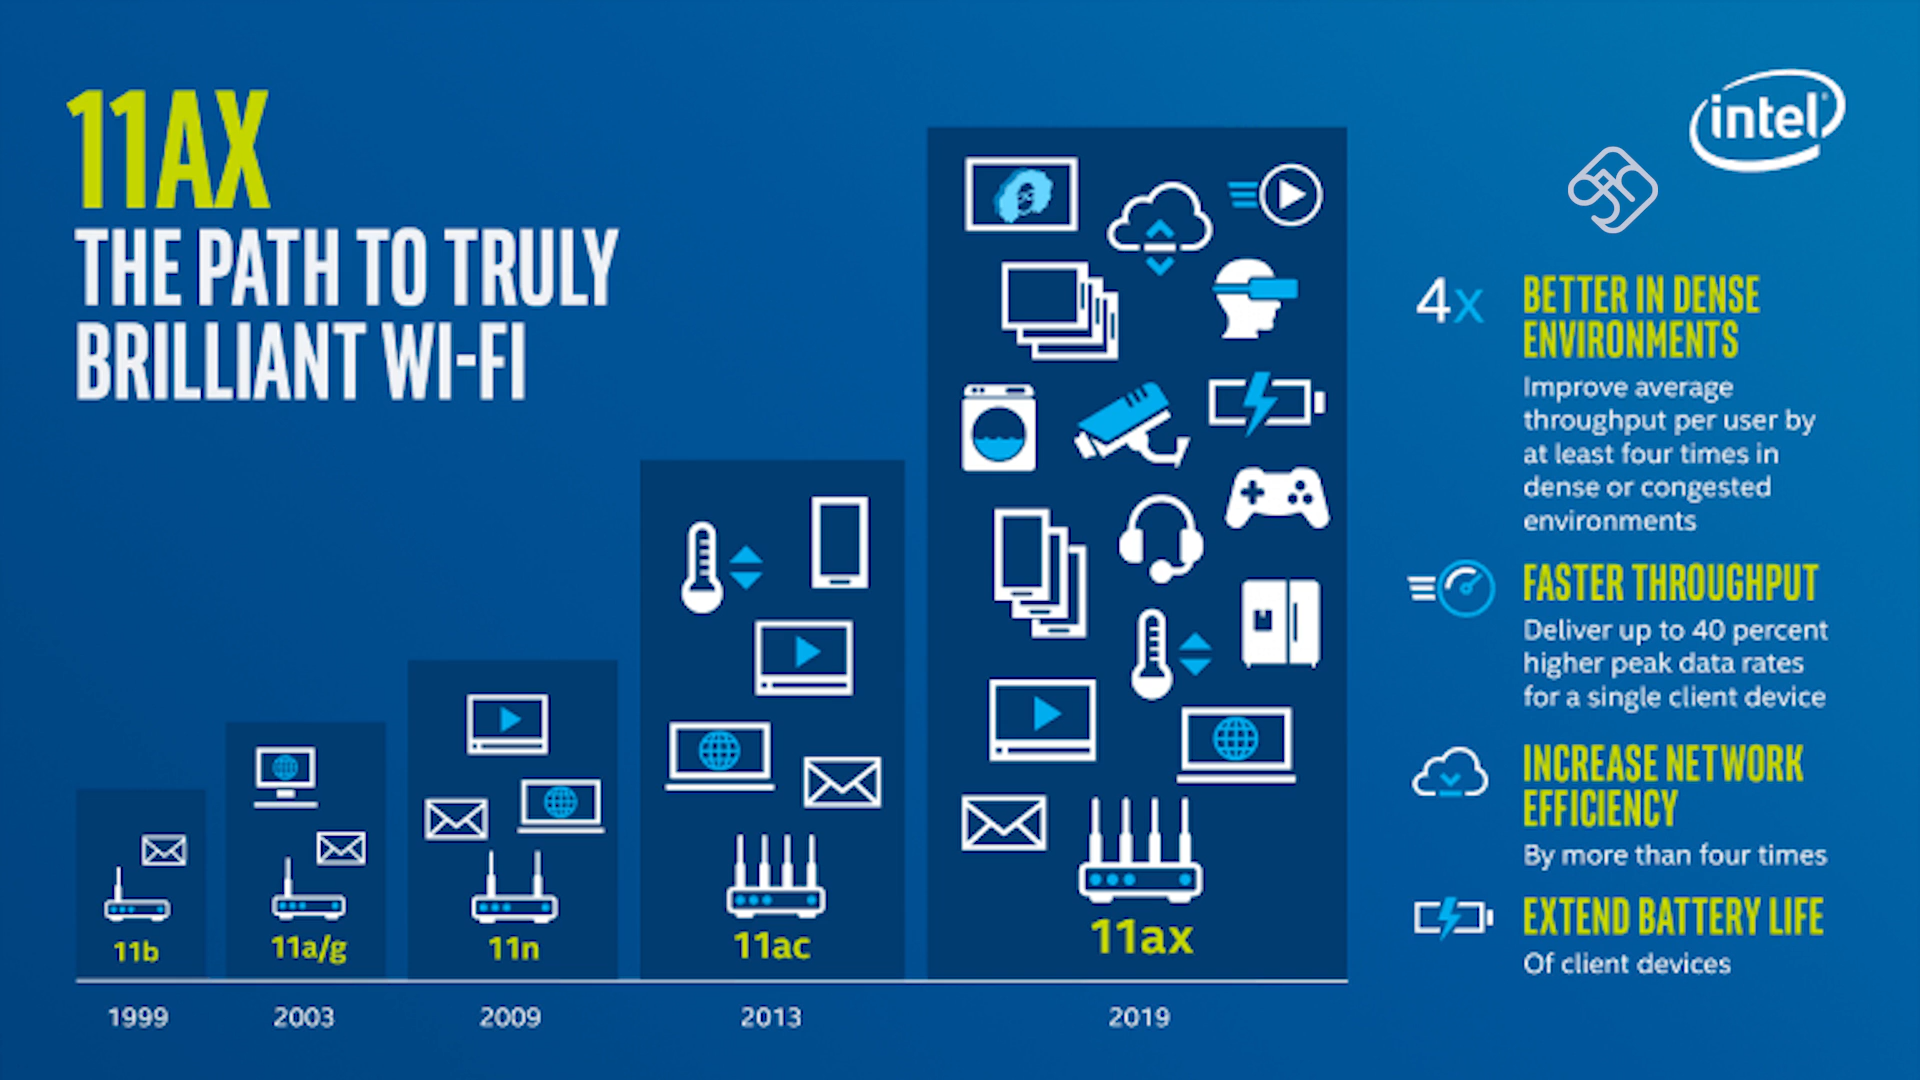 11AX
THE PATH TO TRULY
BRILLIANT WI-FI
intel
4x
BETTER IN DENSE
ENVIRONMENTS
Improve average
throughput per user by
at least four times in
dense or congested
environments
FASTER THROUGHPUT
Deliver up to 40 percent
higher peak data rates
for a single client device
INCREASE NETWORK
EFFICIENCY
By more than four times
EXTEND BATTERY LIFE
Of client devices
11b
11a/g
11n
11ac
11ax
1999
2003
2009
2013
2019